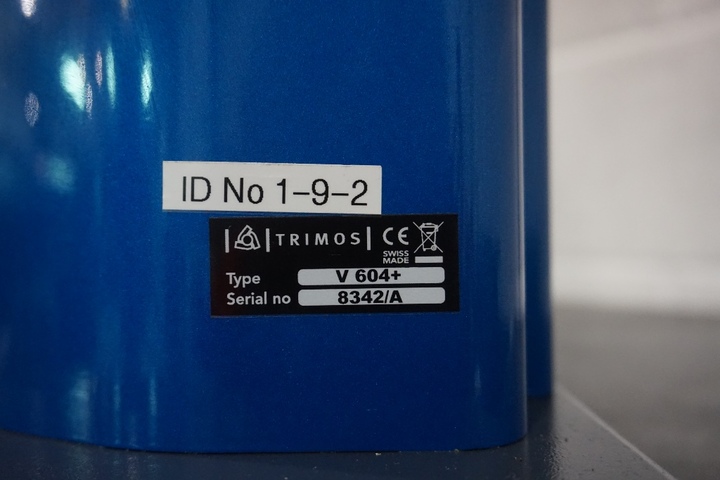 ID No 1–9–2
TRIMOS CE
SWISS
MADE
Type V 604+
Serial no 8342/A